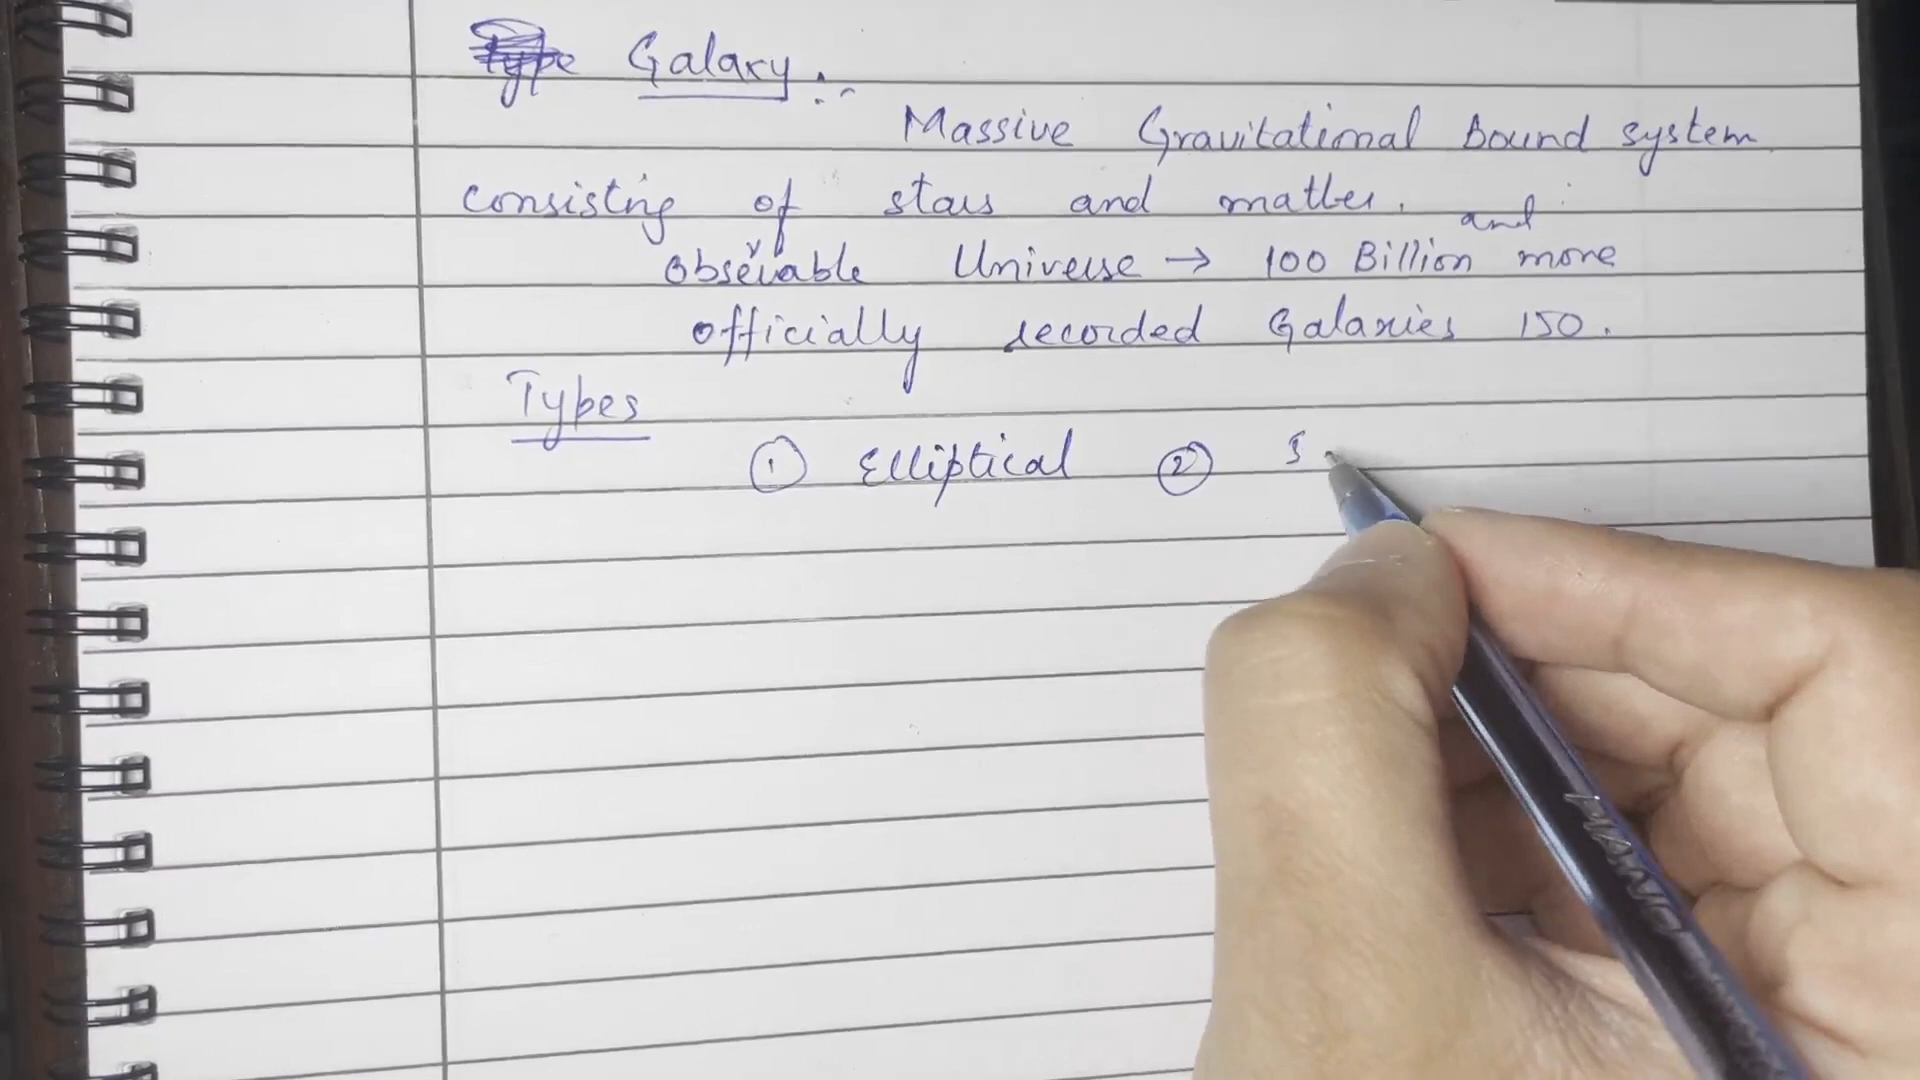 Type Galaxy :-
Massive Gravitational Bound system
consisting of stars and matter.
and
observable Universe → 100 Billion more
officially recorded Galaxies 150.
Types
① Elliptical ② S
PIANO